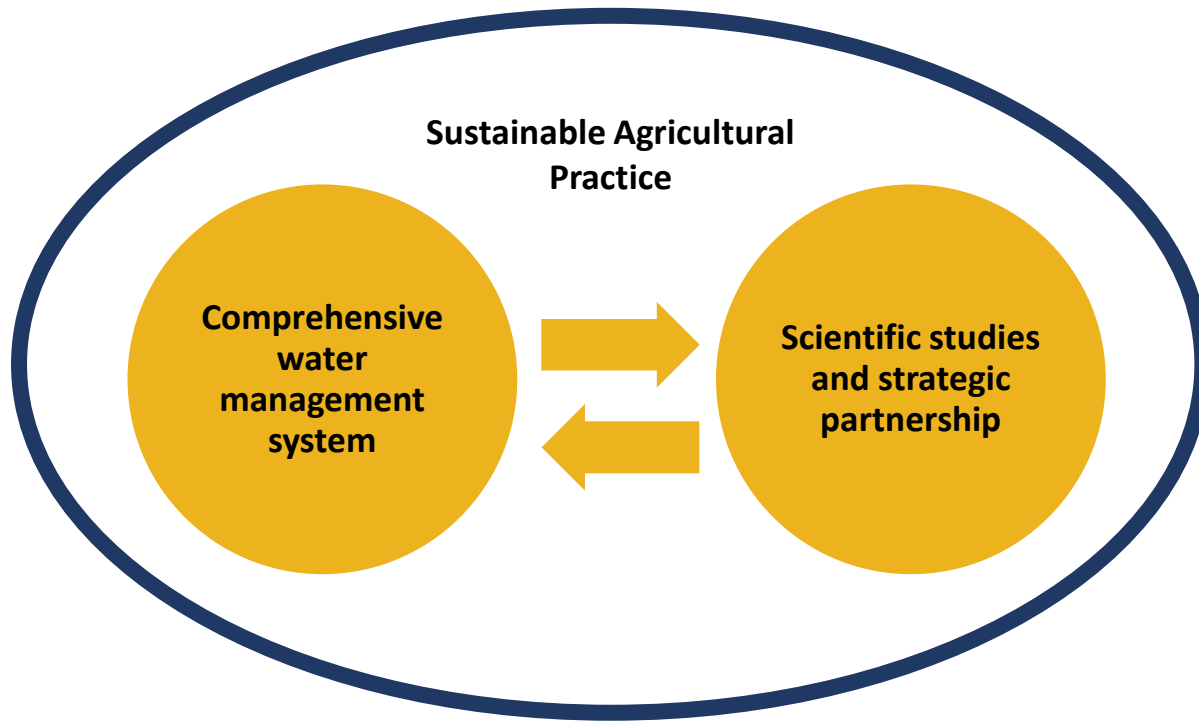 Sustainable Agricultural
Practice
Comprehensive
water
management
system
Scientific studies
and strategic
partnership